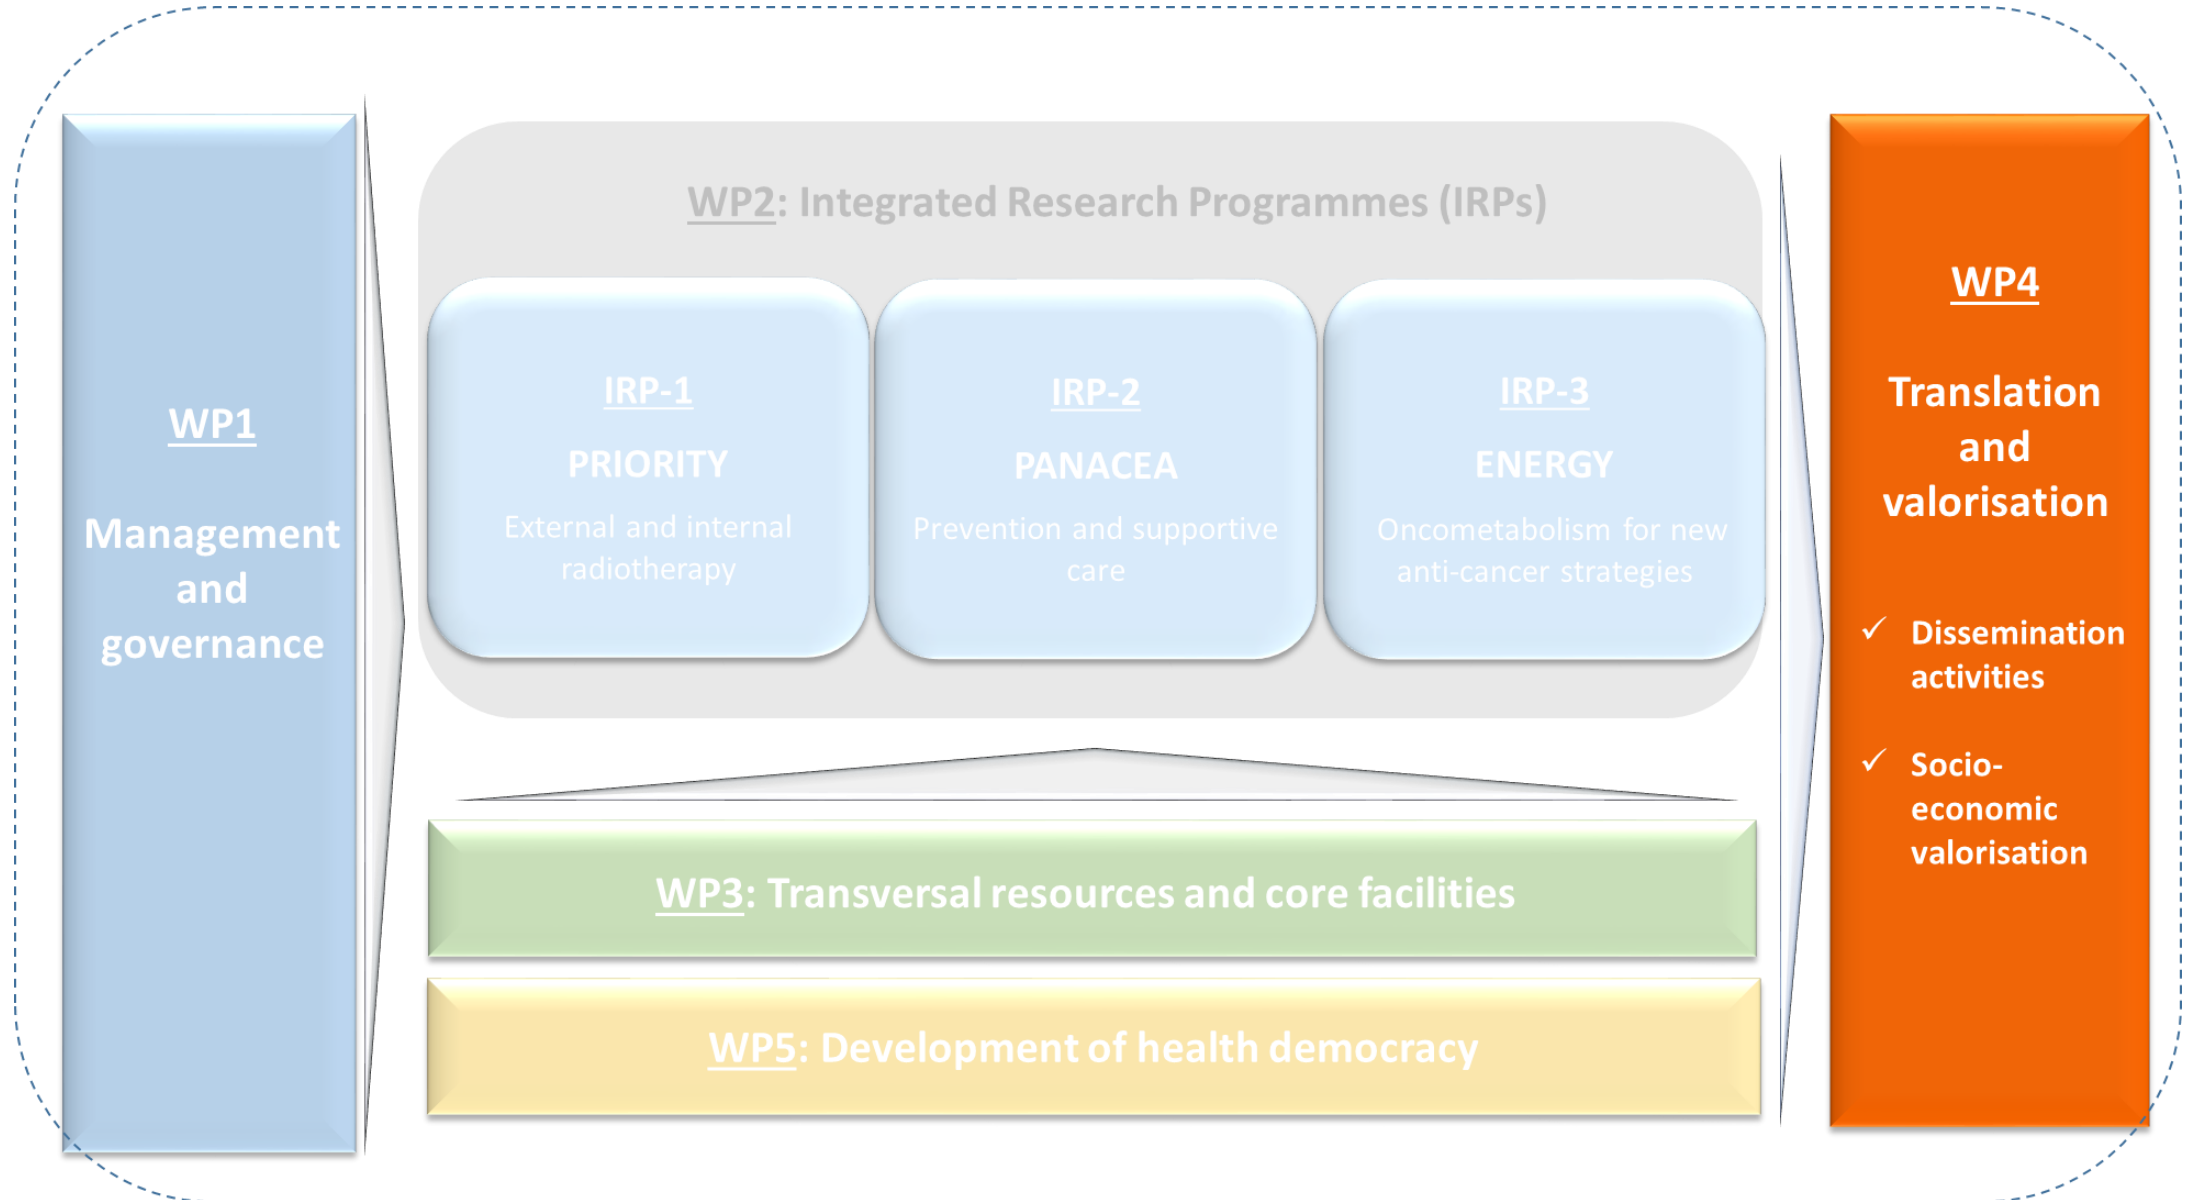 WP1
Management
and
governance
WP2: Integrated Research Programmes (IRPs)
IRP-1
PRIORITY
External and internal
radiotherapy
IRP-2
PANACEA
Prevention and supportive
care
IRP-3
ENERGY
Oncometabolism for new
anti-cancer strategies
WP3: Transversal resources and core facilities
WP5: Development of health democracy
WP4
Translation
and
valorisation
✓ Dissemination
activities
✓ Socio-
economic
valorisation